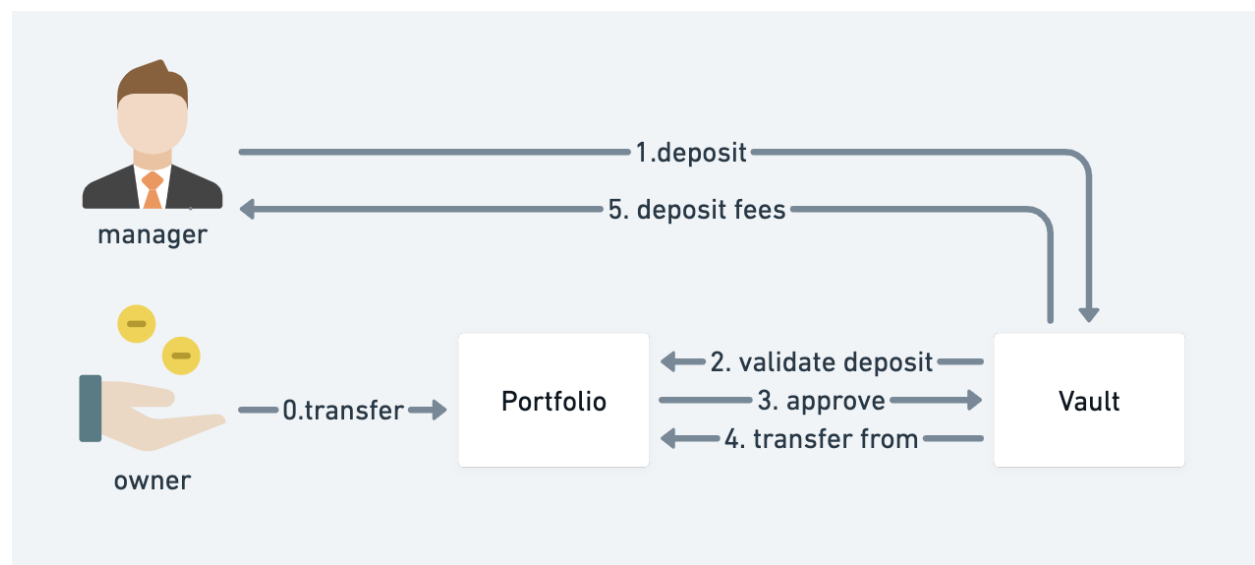 1.deposit
5. deposit fees
manager
2. validate deposit
Portfolio
3. approve
Vault
0.transfer
4. transfer from
owner